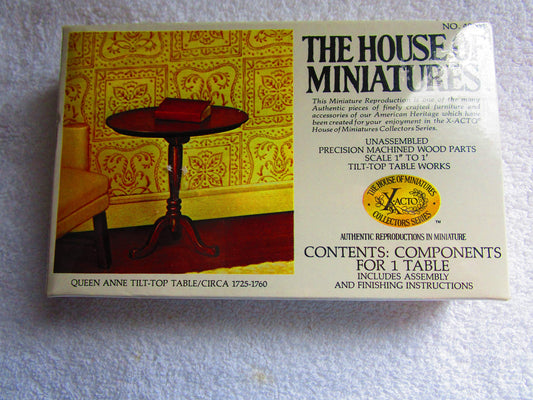 NO.
THE HOUSE OF
MINIATURES
This Miniature Reproduction is one of the many
Authentic pieces of finely crafted furniture and
accessories of our American Heritage which have
been created for your enjoyment in the X-ACTO®
House of Miniatures Collectors Series.
UNASSEMBLED
PRECISION MACHINED WOOD PARTS
SCALE 1" TO 1'
TILT-TOP TABLE WORKS
THE HOUSE OF MINIATURES
X-ACTO
COLLECTORS SERIES
TM
AUTHENTIC REPRODUCTIONS IN MINIATURE
CONTENTS: COMPONENTS
FOR 1 TABLE
INCLUDES ASSEMBLY
AND FINISHING INSTRUCTIONS
QUEEN ANNE TILT-TOP TABLE/CIRCA 1725-1760